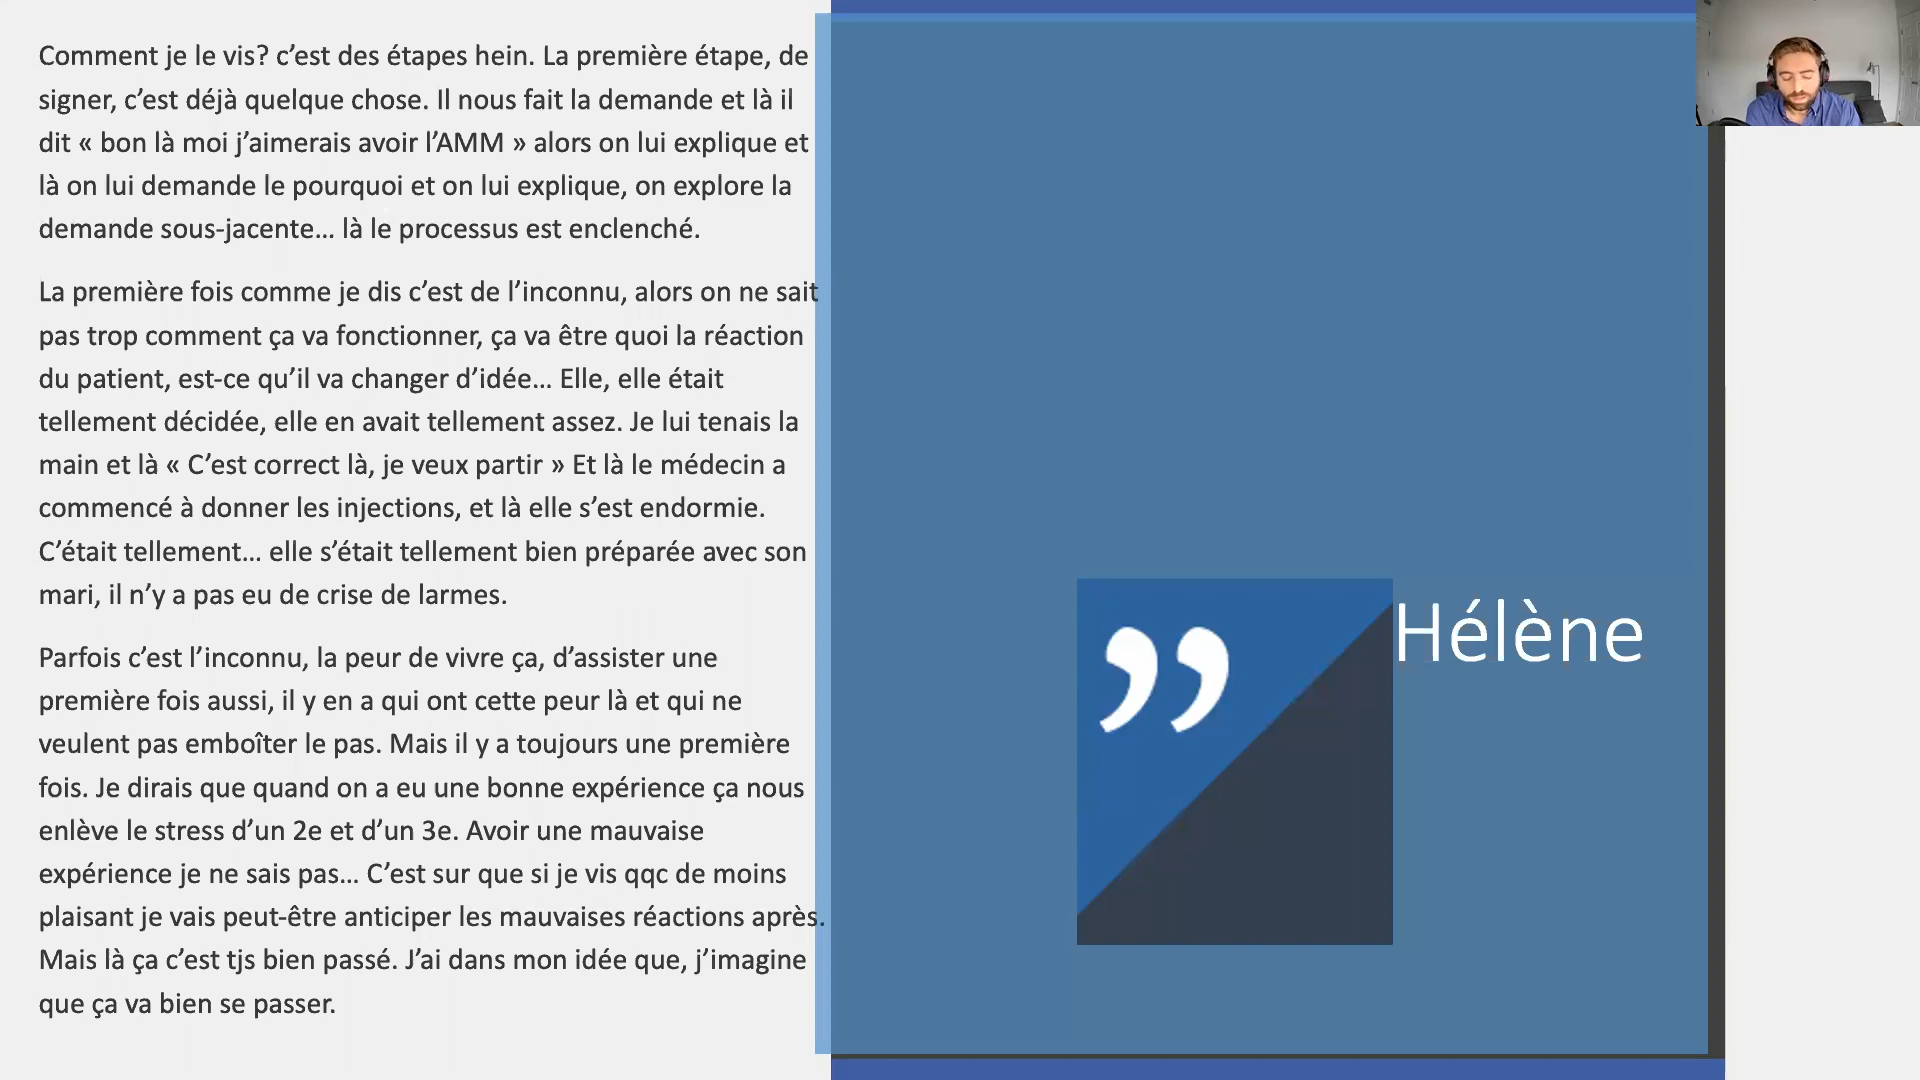 Comment je le vis? c’est des étapes hein. La première étape, de
signer, c’est déjà quelque chose. Il nous fait la demande et là il
dit « bon là moi j’aimerais avoir l’AMM » alors on lui explique et
là on lui demande le pourquoi et on lui explique, on explore la
demande sous-jacente… là le processus est enclenché.
La première fois comme je dis c’est de l’inconnu, alors on ne sait
pas trop comment ça va fonctionner, ça va être quoi la réaction
du patient, est-ce qu’il va changer d’idée… Elle, elle était
tellement décidée, elle en avait tellement assez. Je lui tenais la
main et là « C’est correct là, je veux partir » Et là le médecin a
commencé à donner les injections, et là elle s’est endormie.
C’était tellement… elle s’était tellement bien préparée avec son
mari, il n’y a pas eu de crise de larmes.
Parfois c’est l’inconnu, la peur de vivre ça, d’assister une
première fois aussi, il y en a qui ont cette peur là et qui ne
veulent pas emboîter le pas. Mais il y a toujours une première
fois. Je dirais que quand on a eu une bonne expérience ça nous
enlève le stress d’un 2e et d’un 3e. Avoir une mauvaise
expérience je ne sais pas… C’est sur que si je vis qqc de moins
plaisant je vais peut-être anticiper les mauvaises réactions après.
Mais là ça c’est tjs bien passé. J’ai dans mon idée que, j’imagine
que ça va bien se passer.
”
Hélène